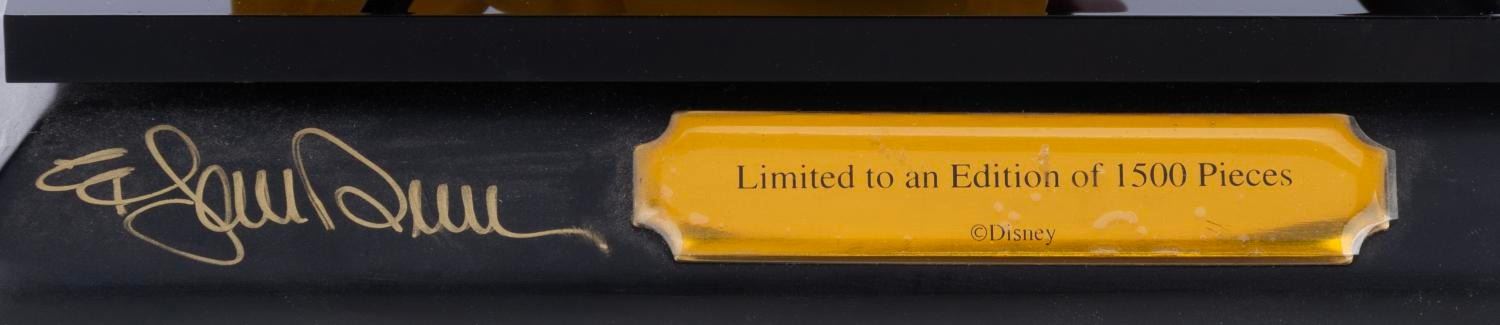 Limited to an Edition of 1500 Pieces
©Disney